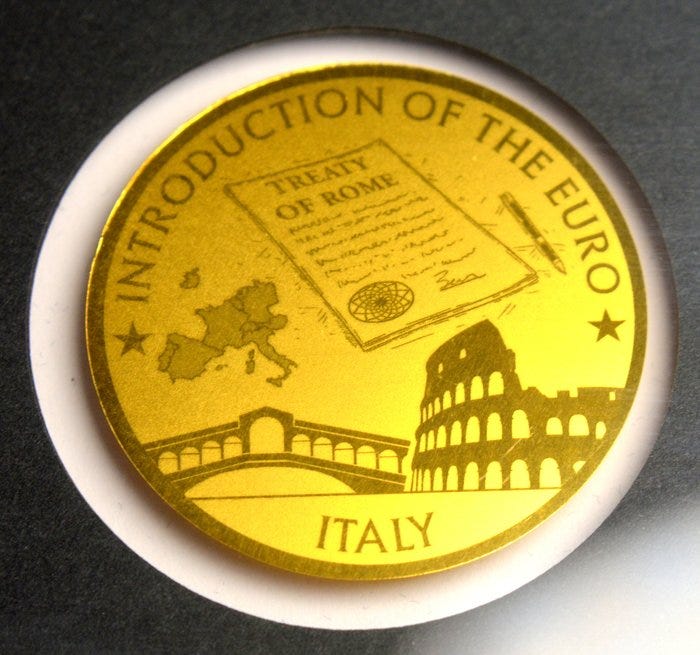 INTRODUCTION OF THE EURO
TREATY
OF ROME
ITALY